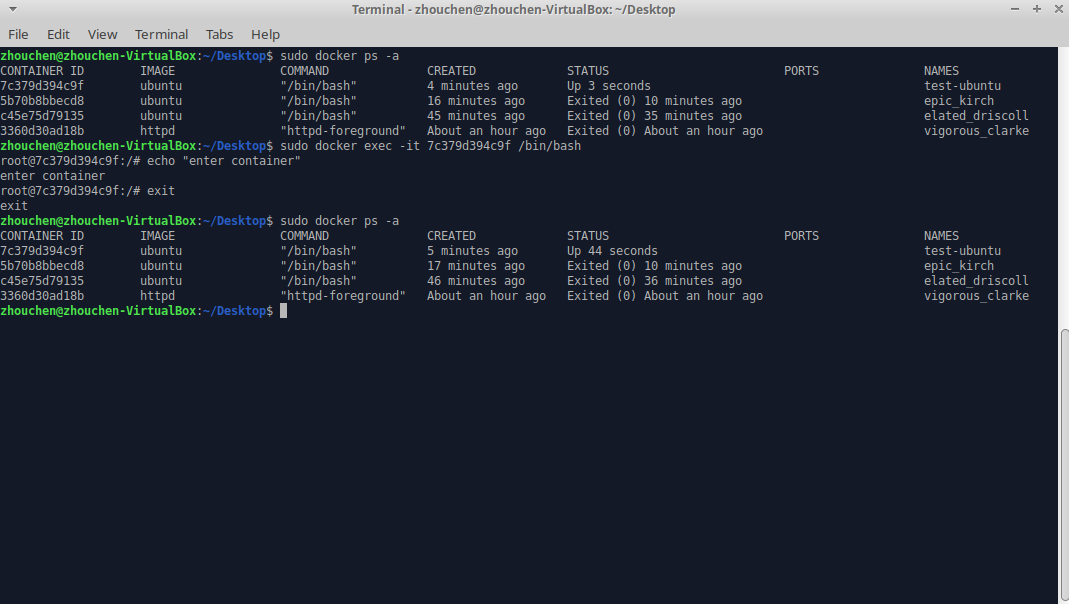 Terminal - zhouchen@zhouchen-VirtualBox: ~/Desktop
File Edit View Terminal Tabs Help
zhouchen@zhouchen-VirtualBox:~/Desktop$ sudo docker ps -a
CONTAINER ID IMAGE COMMAND CREATED STATUS PORTS NAMES
7c379d394c9f ubuntu "/bin/bash" 4 minutes ago Up 3 seconds test-ubuntu
5b70b8bbecd8 ubuntu "/bin/bash" 16 minutes ago Exited (0) 10 minutes ago epic_kirch
c45e75d79135 ubuntu "/bin/bash" 45 minutes ago Exited (0) 35 minutes ago elated_driscoll
3360d30ad18b httpd "httpd-foreground" About an hour ago Exited (0) About an hour ago vigorous_clarke
zhouchen@zhouchen-VirtualBox:~/Desktop$ sudo docker exec -it 7c379d394c9f /bin/bash
root@7c379d394c9f:/# echo "enter container"
enter container
root@7c379d394c9f:/# exit
exit
zhouchen@zhouchen-VirtualBox:~/Desktop$ sudo docker ps -a
CONTAINER ID IMAGE COMMAND CREATED STATUS PORTS NAMES
7c379d394c9f ubuntu "/bin/bash" 5 minutes ago Up 44 seconds test-ubuntu
5b70b8bbecd8 ubuntu "/bin/bash" 17 minutes ago Exited (0) 10 minutes ago epic_kirch
c45e75d79135 ubuntu "/bin/bash" 46 minutes ago Exited (0) 36 minutes ago elated_driscoll
3360d30ad18b httpd "httpd-foreground" About an hour ago Exited (0) About an hour ago vigorous_clarke
zhouchen@zhouchen-VirtualBox:~/Desktop$